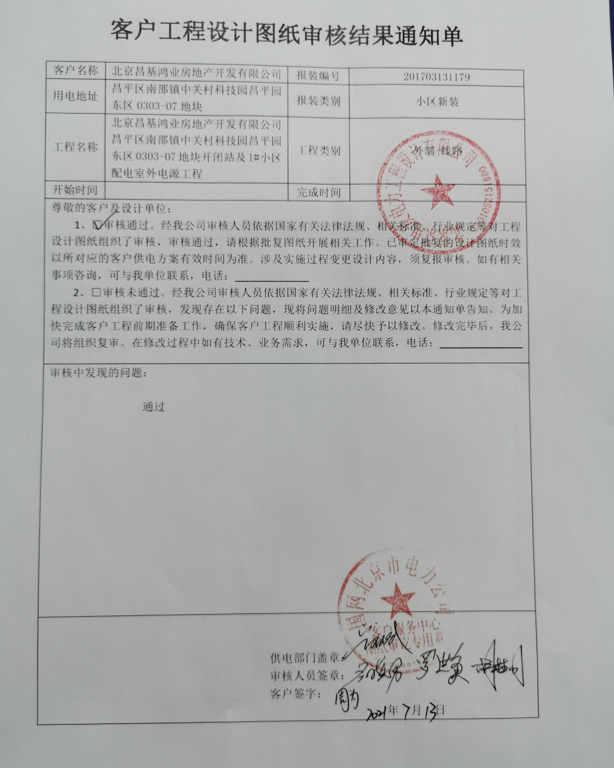 客户工程设计图纸审核结果通知单
客户名称 北京昌基鸿业房地产开发有限公司 报装编号 201703131179
用电地址 昌平区南邵镇中关村科技园昌平园
东区 0303-07 地块 报装类别 小区新装
工程名称 北京昌基鸿业房地产开发有限公司
昌平区南邵镇中关村科技园昌平园
东区 0303-07 地块开闭站及 1#小区
配电室外电源工程 工程类别 外 线路
开始时间 完成时间
尊敬的客户及设计单位:
1、☑审核通过。经我公司审核人员依据国家有关法律法规、相关标准、行业规定等对工
程设计图纸组织了审核,审核通过,请根据批复图纸开展相关工作。已审定批复的设计图纸时效
以所对应的客户供电方案有效时间为准。涉及实施过程变更设计内容,须复报审核。如有相关
事项咨询,可与我单位联系,电话:
2、□审核未通过。经我公司审核人员依据国家有关法律法规、相关标准、行业规定等对
工程设计图纸组织了审核,发现存在以下问题,现将问题明细及修改意见以本通知单告知。为加
快完成客户工程前期准备工作,确保客户工程顺利实施,请尽快予以修改。修改完毕后,我公
司将组织复审。在修改过程中如有技术、业务需求,可与我单位联系,电话:
审核中发现的问题:
通过
国网北京市电力公司
客户服务中心
供电部门盖章:
审核人员签章:
客户签字:
2021年7月13日